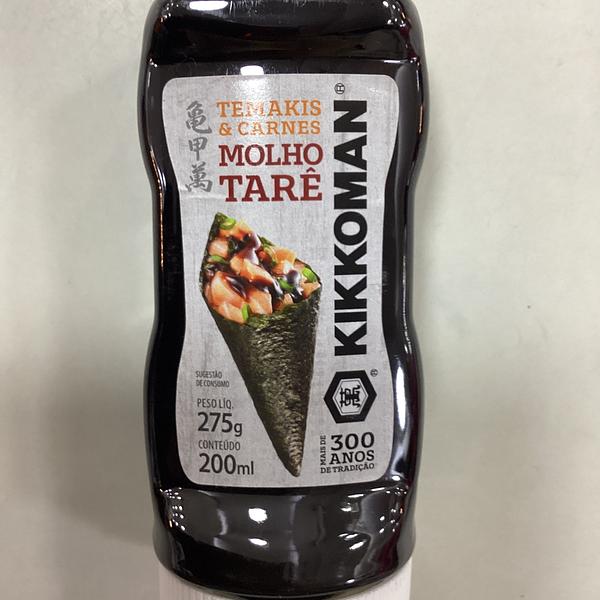 亀甲萬
TEMAKIS
& CARNES
MOLHO
TARÊ
KIKKOMAN®
SUGESTÃO
DE CONSUMO
PESO LÍQ.
275g
CONTEÚDO
200ml
MAIS DE
300
ANOS
DE TRADIÇÃO